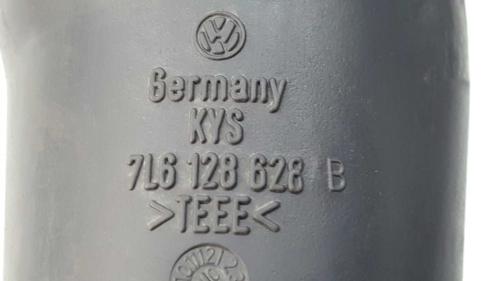 Germany
KYS
7L6 128 628 B
>TEEE<